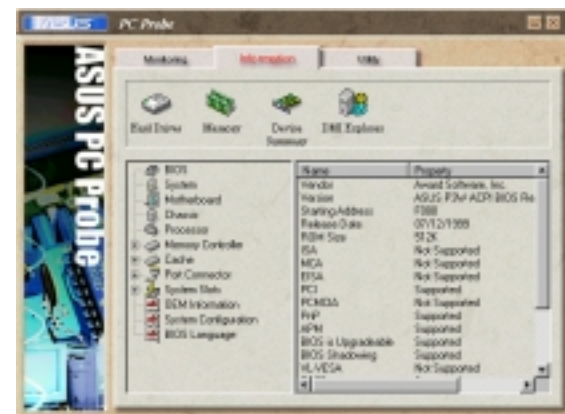 ASUS PC Probe
ASUS PC Probe
Monitoring Information Utility
Hard Drives Memory Device Summary DMI Explorer
BIOS
System
Motherboard
Chassis
Processor
Memory Controller
Cache
Port Connector
System Slots
OEM Information
System Configuration
BIOS Language
Name Property
Vendor Award Software, Inc.
Version ASUS ACPI BIOS Re
Starting Address F000
Release Date 07/12/1999
ROM Size 512K
ISA Not Supported
MCA Not Supported
EISA Not Supported
PCI Supported
PCMCIA Not Supported
PnP Supported
APM Supported
BIOS is Upgradeable Supported
BIOS Shadowing Supported
VL-VESA Not Supported